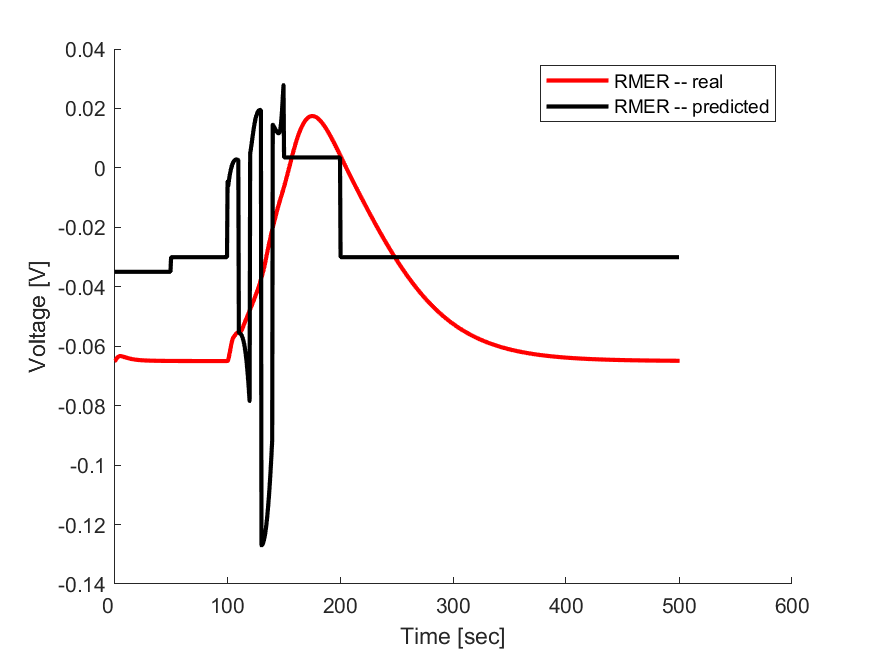 RMER -- real
RMER -- predicted
0.04
0.02
0
-0.02
-0.04
-0.06
-0.08
-0.1
-0.12
-0.14
Voltage [V]
0 100 200 300 400 500 600
Time [sec]